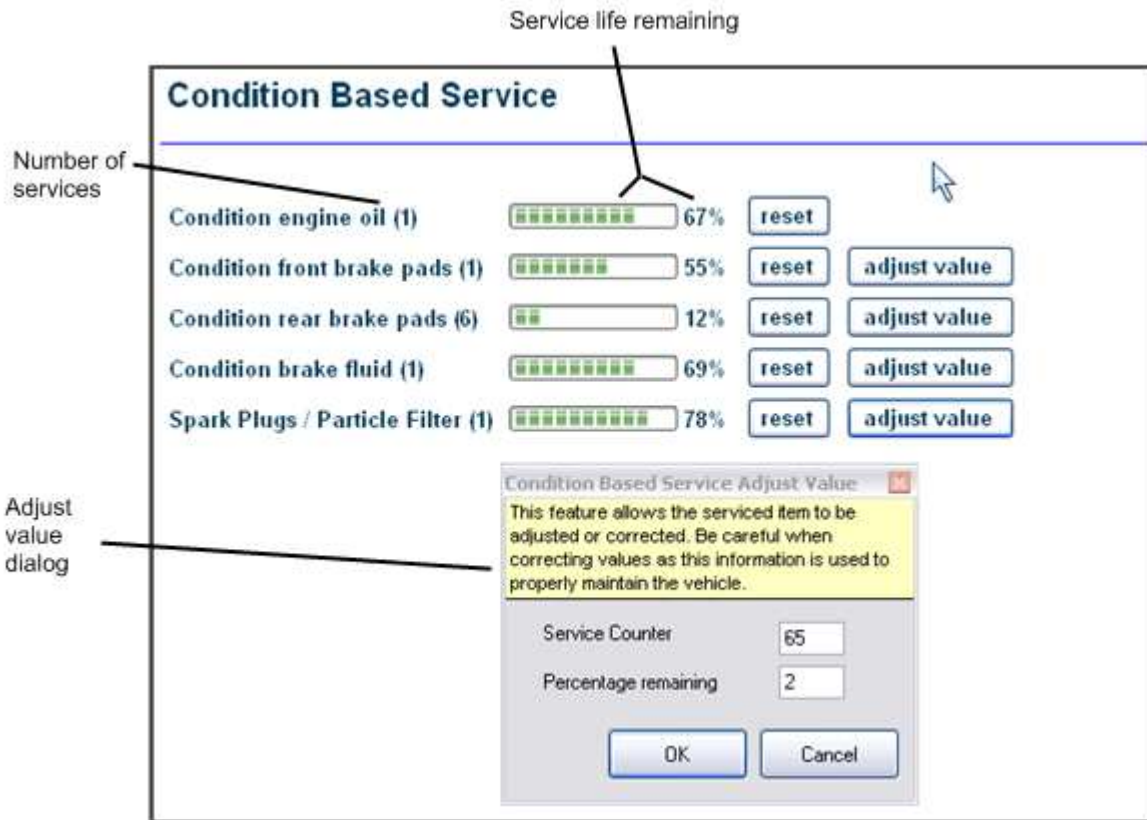 Service life remaining
Condition Based Service
Number of
services
Condition engine oil (1) 67% reset
Condition front brake pads (1) 55% reset adjust value
Condition rear brake pads (6) 12% reset adjust value
Condition brake fluid (1) 69% reset adjust value
Spark Plugs / Particle Filter (1) 78% reset adjust value
Adjust
value
dialog
Condition Based Service Adjust Value
This feature allows the serviced item to be
adjusted or corrected. Be careful when
correcting values as this information is used to
properly maintain the vehicle.
Service Counter 65
Percentage remaining 2
OK Cancel